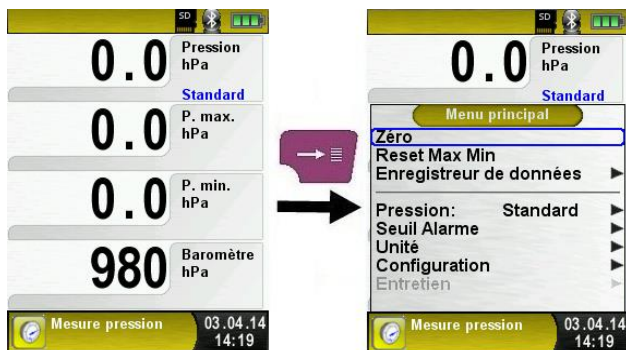 SD
0.0 Pression
hPa
Standard
0.0 P. max.
hPa
0.0 P. min.
hPa
980 Baromètre
hPa
Mesure pression 03.04.14
14:19
SD
0.0 Pression
hPa
Standard
Menu principal
Zéro
Reset Max Min
Enregistreur de données
Pression: Standard
Seuil Alarme
Unité
Configuration
Entretien
Mesure pression 03.04.14
14:19